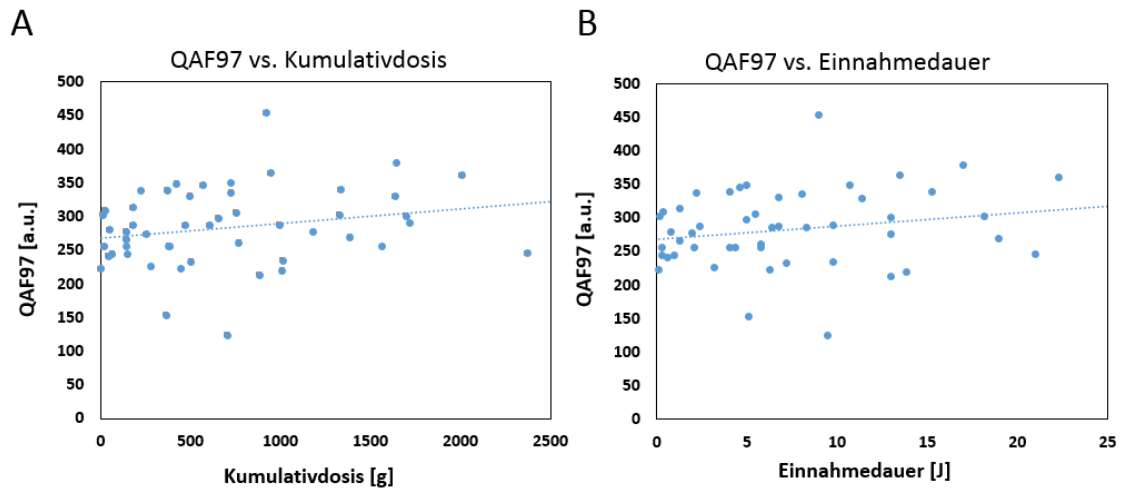 A
QAF97 vs. Kumulativdosis
QAF97 [a.u.]
500
450
400
350
300
250
200
150
100
50
0
0 500 1000 1500 2000 2500
Kumulativdosis [g]
B
QAF97 vs. Einnahmedauer
QAF97 [a.u.]
500
450
400
350
300
250
200
150
100
50
0
0 5 10 15 20 25
Einnahmedauer [J]